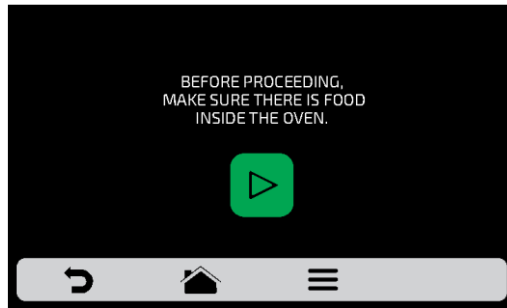 BEFORE PROCEEDING,
MAKE SURE THERE IS FOOD
INSIDE THE OVEN.